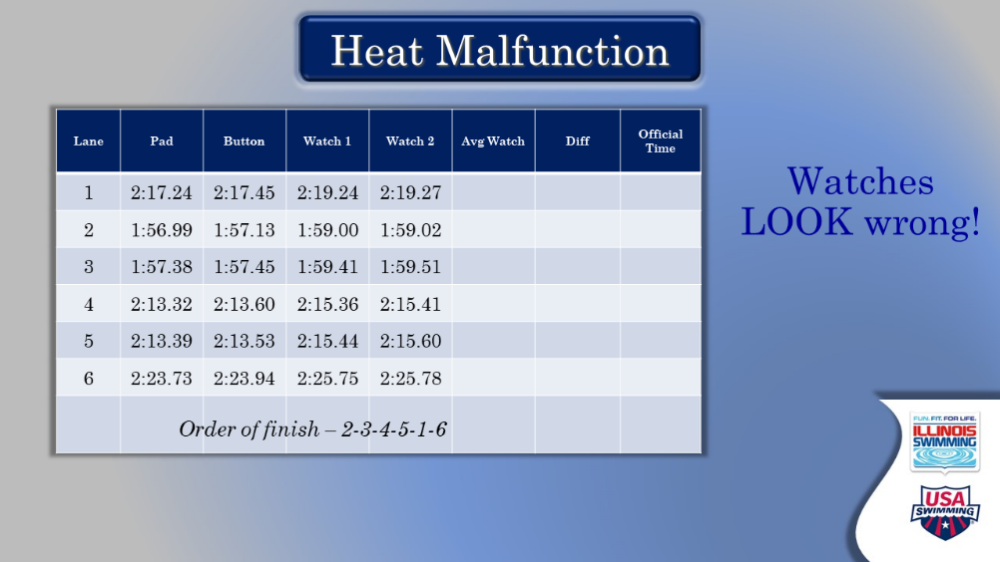 Heat Malfunction
Lane Pad Button Watch 1 Watch 2 Avg Watch Diff Official Time
1 2:17.24 2:17.45 2:19.24 2:19.27
2 1:56.99 1:57.13 1:59.00 1:59.02
3 1:57.38 1:57.45 1:59.41 1:59.51
4 2:13.32 2:13.60 2:15.36 2:15.41
5 2:13.39 2:13.53 2:15.44 2:15.60
6 2:23.73 2:23.94 2:25.75 2:25.78
Order of finish – 2-3-4-5-1-6
Watches
LOOK wrong!
FUN. FIT. FOR LIFE.
ILLINOIS
SWIMMING
USA
SWIMMING